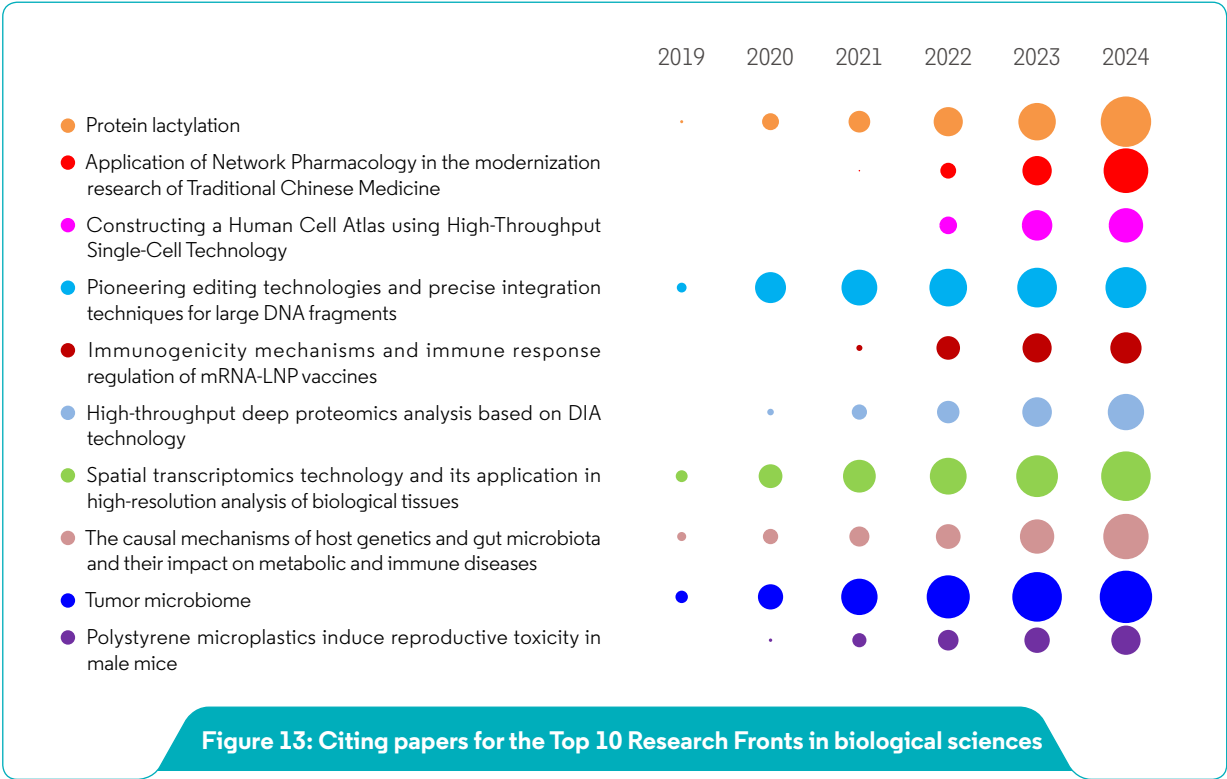 2019 2020 2021 2022 2023 2024
Protein lactylation
Application of Network Pharmacology in the modernization
research of Traditional Chinese Medicine
Constructing a Human Cell Atlas using High-Throughput
Single-Cell Technology
Pioneering editing technologies and precise integration
techniques for large DNA fragments
Immunogenicity mechanisms and immune response
regulation of mRNA-LNP vaccines
High-throughput deep proteomics analysis based on DIA
technology
Spatial transcriptomics technology and its application in
high-resolution analysis of biological tissues
The causal mechanisms of host genetics and gut microbiota
and their impact on metabolic and immune diseases
Tumor microbiome
Polystyrene microplastics induce reproductive toxicity in
male mice
Figure 13: Citing papers for the Top 10 Research Fronts in biological sciences